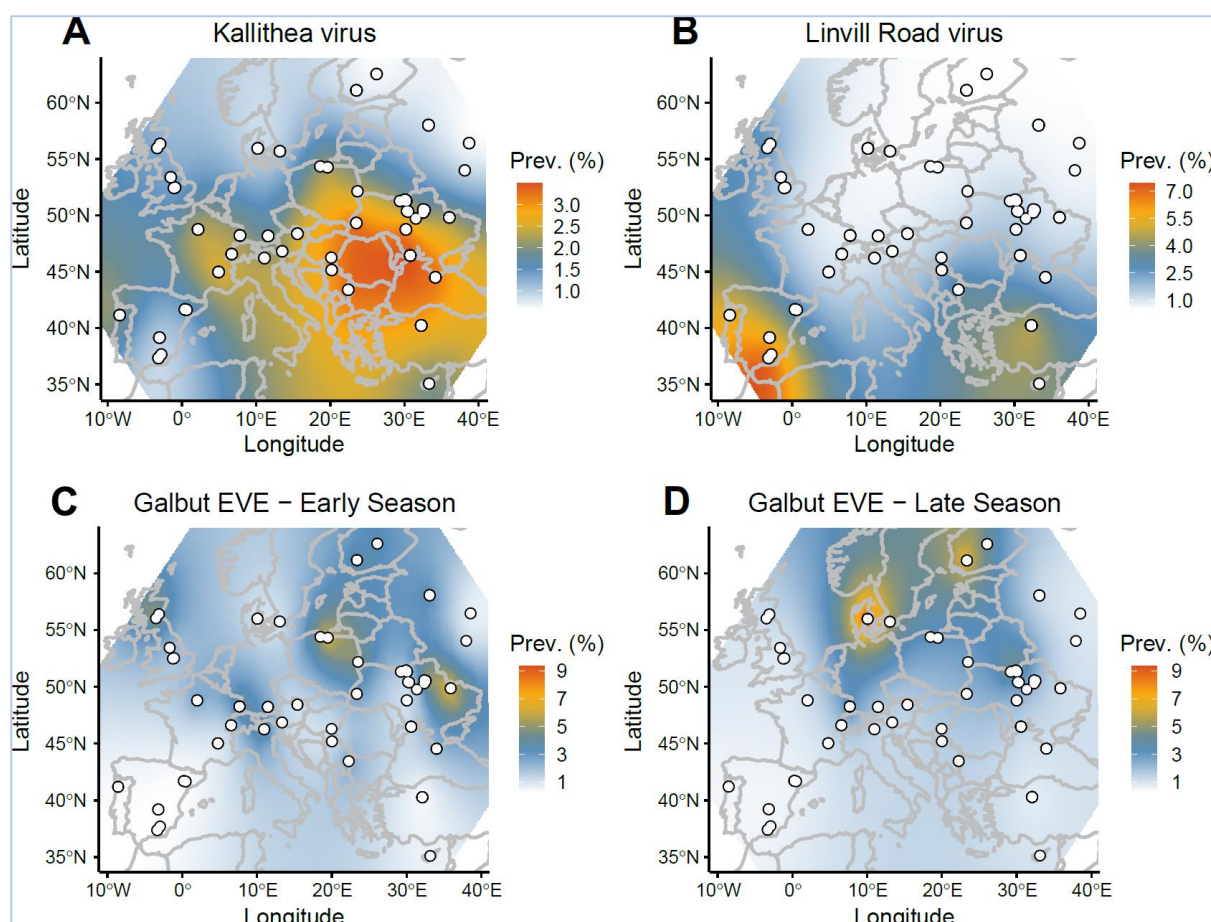 A
Kallithea virus
60°N
55°N
50°N
45°N
40°N
35°N
Latitude
10°W 0° 10°E 20°E 30°E 40°E
Longitude
Prev. (%)
3.0
2.5
2.0
1.5
1.0
B
Linvill Road virus
60°N
55°N
50°N
45°N
40°N
35°N
Latitude
10°W 0° 10°E 20°E 30°E 40°E
Longitude
Prev. (%)
7.0
5.5
4.0
2.5
1.0
C
Galbut EVE − Early Season
60°N
55°N
50°N
45°N
40°N
35°N
Latitude
10°W 0° 10°E 20°E 30°E 40°E
Longitude
Prev. (%)
9
7
5
3
1
D
Galbut EVE − Late Season
60°N
55°N
50°N
45°N
40°N
35°N
Latitude
10°W 0° 10°E 20°E 30°E 40°E
Longitude
Prev. (%)
9
7
5
3
1